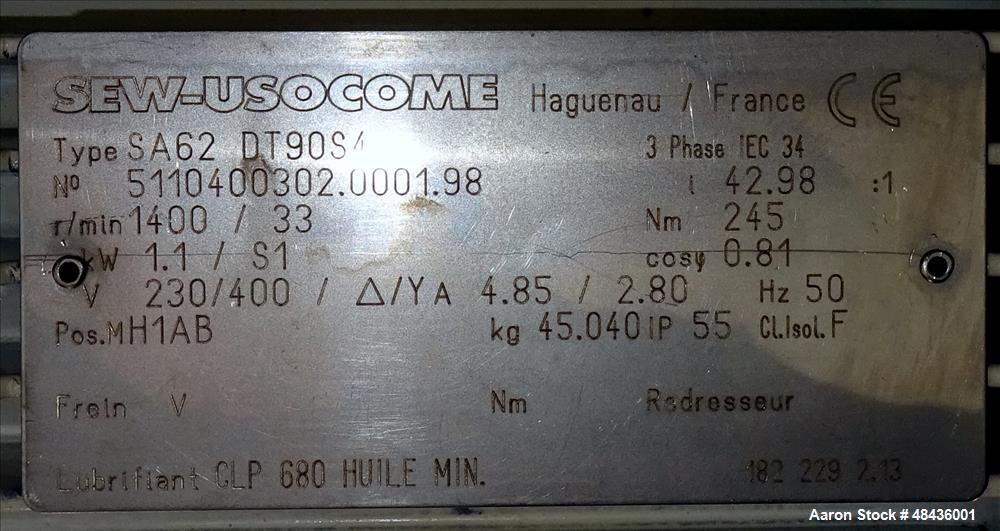 SEW-USOCOME Haguenau / France CE
Type SA62 DT90S4 3 Phase IEC 34
Nº 5110400302.0001.98 i 42.98 :1
r/min 1400 / 33 Nm 245
kW 1.1 / S1 cosφ 0.81
V 230/400 / Δ/Y A 4.85 / 2.80 Hz 50
Pos.MH1AB kg 45.040 IP 55 Cl.Isol.F
Frein V Nm Redresseur
Lubrifiant CLP 680 HUILE MIN. 182 229 2.13
Aaron Stock # 48436001